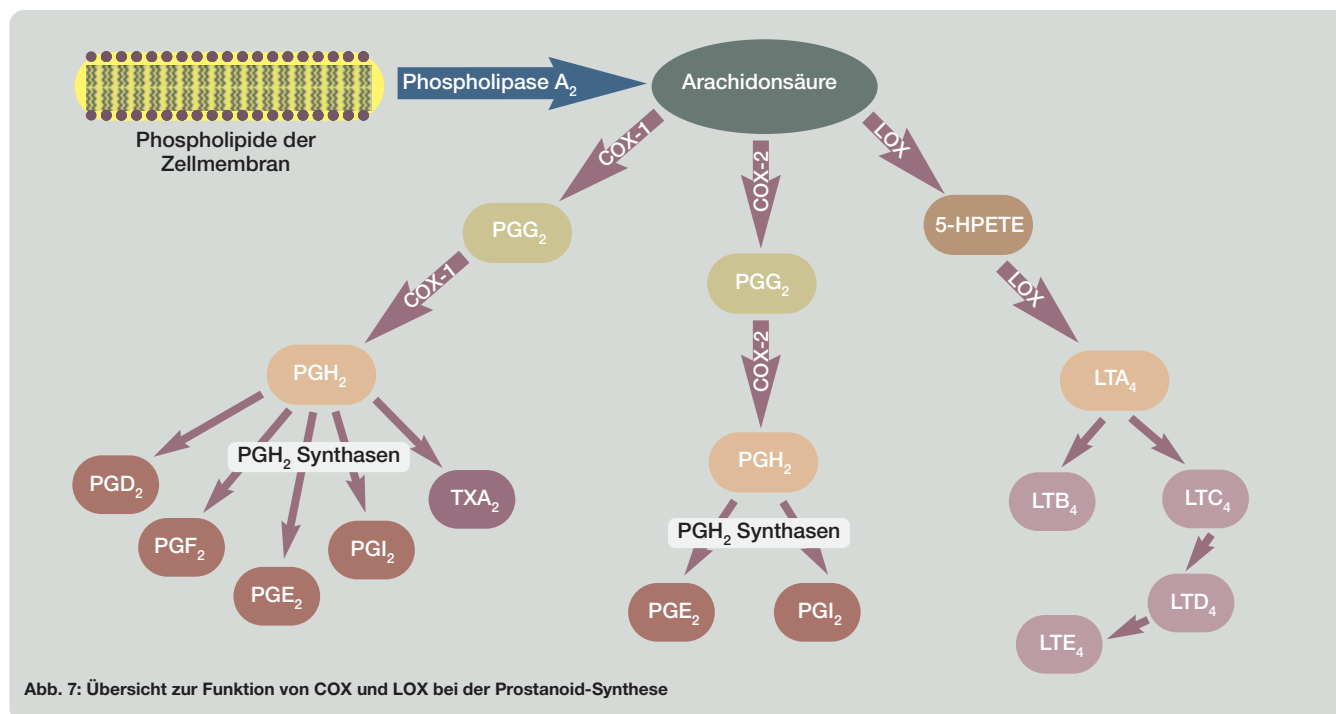 Phospholipase A₂
Arachidonsäure
Phospholipide der
Zellmembran
COX-1
COX-2
LOX
PGG₂
5-HPETE
COX-1
PGG₂
LOX
COX-2
PGH₂
LTA₄
PGH₂ Synthasen
PGH₂
PGD₂
TXA₂
LTB₄
LTC₄
PGF₂
PGI₂
PGH₂ Synthasen
PGE₂
PGE₂
PGI₂
LTD₄
LTE₄
Abb. 7: Übersicht zur Funktion von COX und LOX bei der Prostanoid-Synthese